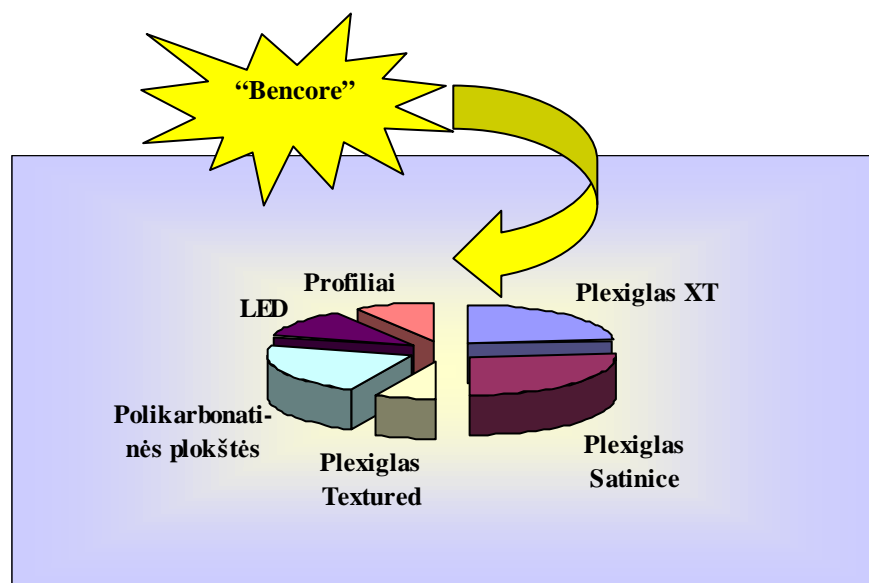 “Bencore”
Profiliai
LED
Plexiglas XT
Polikarbonati-
nės plokštės
Plexiglas
Textured
Plexiglas
Satinice